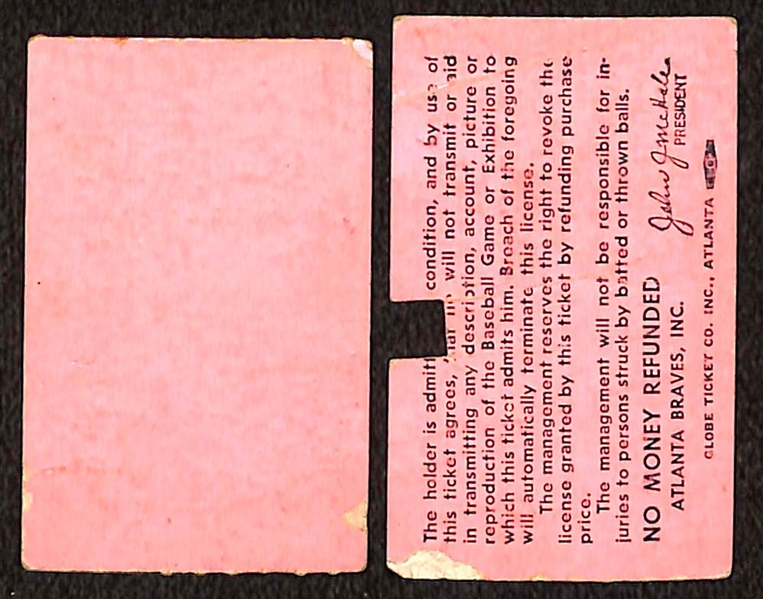 The holder is admitt condition, and by use of
this ticket agrees, will not transmit or aid
in transmitting any description, account, picture or
reproduction of the Baseball Game or Exhibition to
which this ticket admits him. Breach of the foregoing
will automatically terminate this license.
The management reserves the right to revoke the
license granted by this ticket by refunding purchase
price.
The management will not be responsible for in-
juries to persons struck by batted or thrown balls.
NO MONEY REFUNDED John J McHale
ATLANTA BRAVES, INC. PRESIDENT
GLOBE TICKET CO. INC., ATLANTA